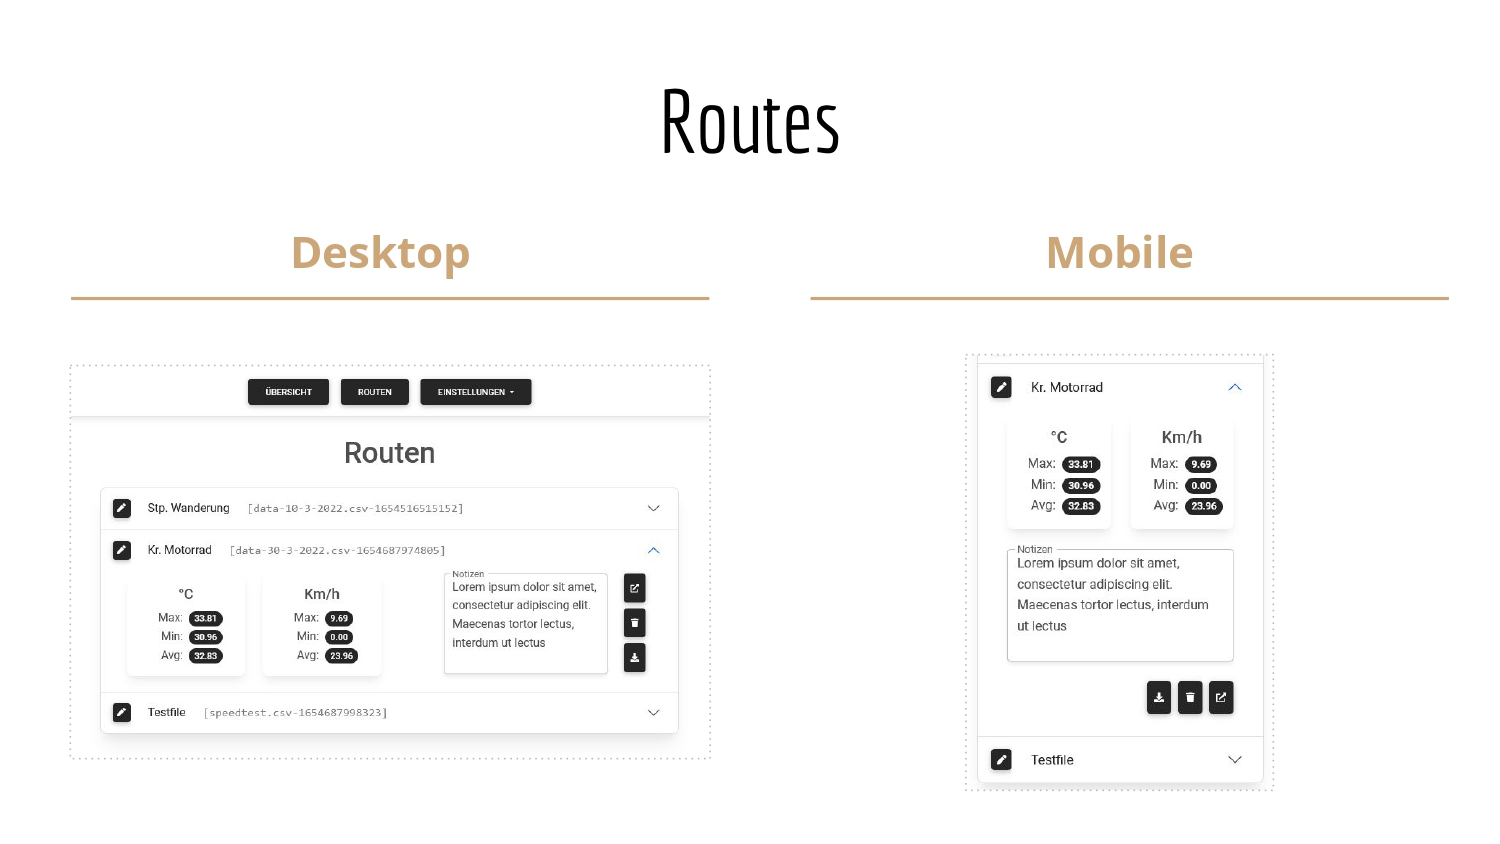 Routes
Desktop
ÜBERSICHT ROUTEN EINSTELLUNGEN
Routen
Stp. Wanderung [data-10-3-2022.csv-1654516515152]
Kr. Motorrad [data-30-3-2022.csv-1654687974805]
°C
Max: 33.81
Min: 30.96
Avg: 32.83
Km/h
Max: 9.69
Min: 0.00
Avg: 23.96
Notizen
Lorem ipsum dolor sit amet,
consectetur adipiscing elit.
Maecenas tortor lectus,
interdum ut lectus
Testfile [speedtest.csv-1654687998323]
Mobile
Kr. Motorrad
°C
Max: 33.81
Min: 30.96
Avg: 32.83
Km/h
Max: 9.69
Min: 0.00
Avg: 23.96
Notizen
Lorem ipsum dolor sit amet,
consectetur adipiscing elit.
Maecenas tortor lectus, interdum
ut lectus
Testfile